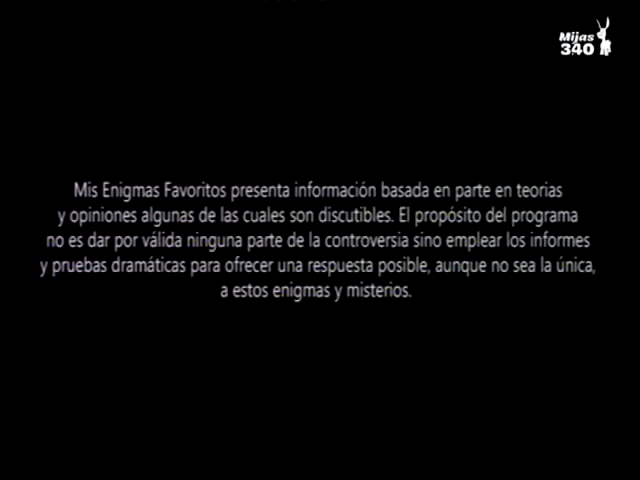 Mijas
340
Mis Enigmas Favoritos presenta información basada en parte en teorias
y opiniones algunas de las cuales son discutibles. El propósito del programa
no es dar por válida ninguna parte de la controversia sino emplear los informes
y pruebas dramáticas para ofrecer una respuesta posible, aunque no sea la única,
a estos enigmas y misterios.